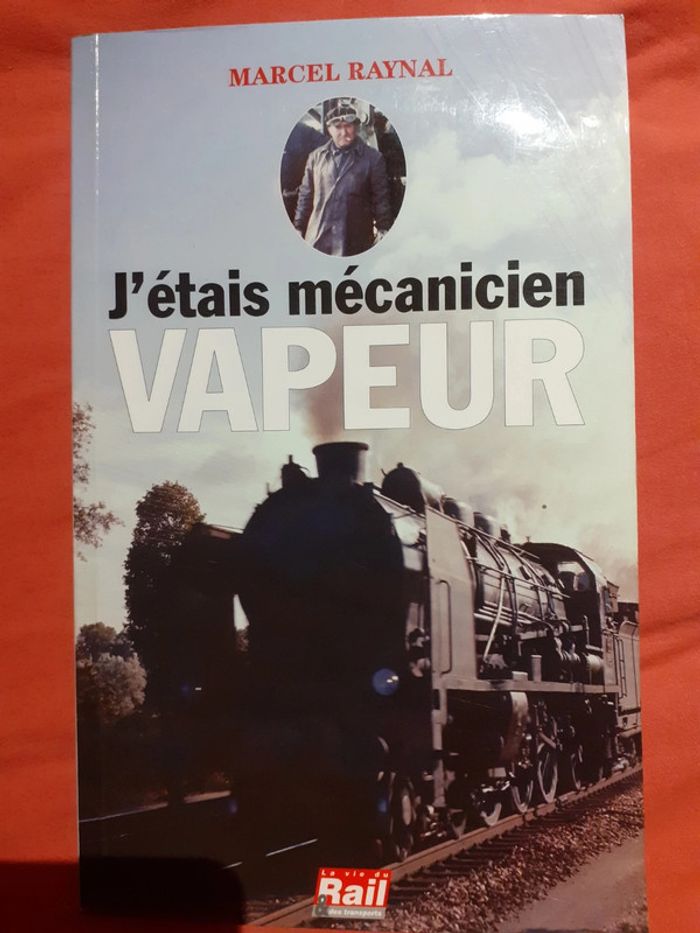 MARCEL RAYNAL
J'étais mécanicien
VAPEUR
La vie du
Rail
& des transports